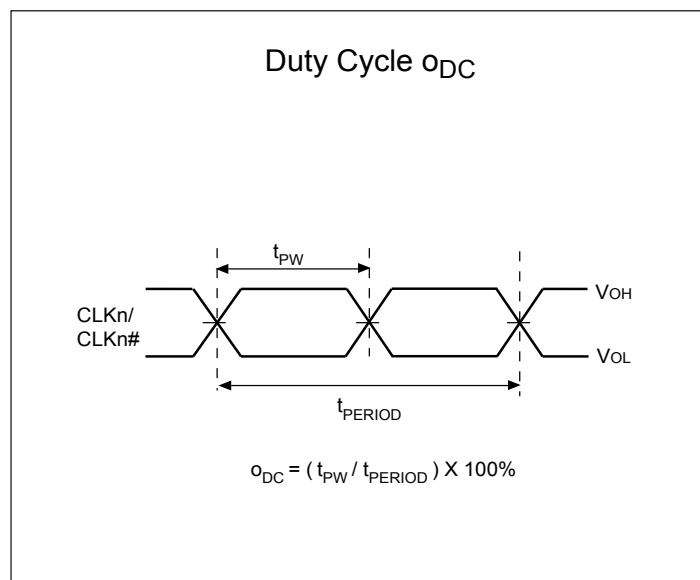 Duty Cycle oDC
tPW
CLKn/
CLKn#
VOH
VOL
tPERIOD
oDC = ( tPW / tPERIOD ) X 100%